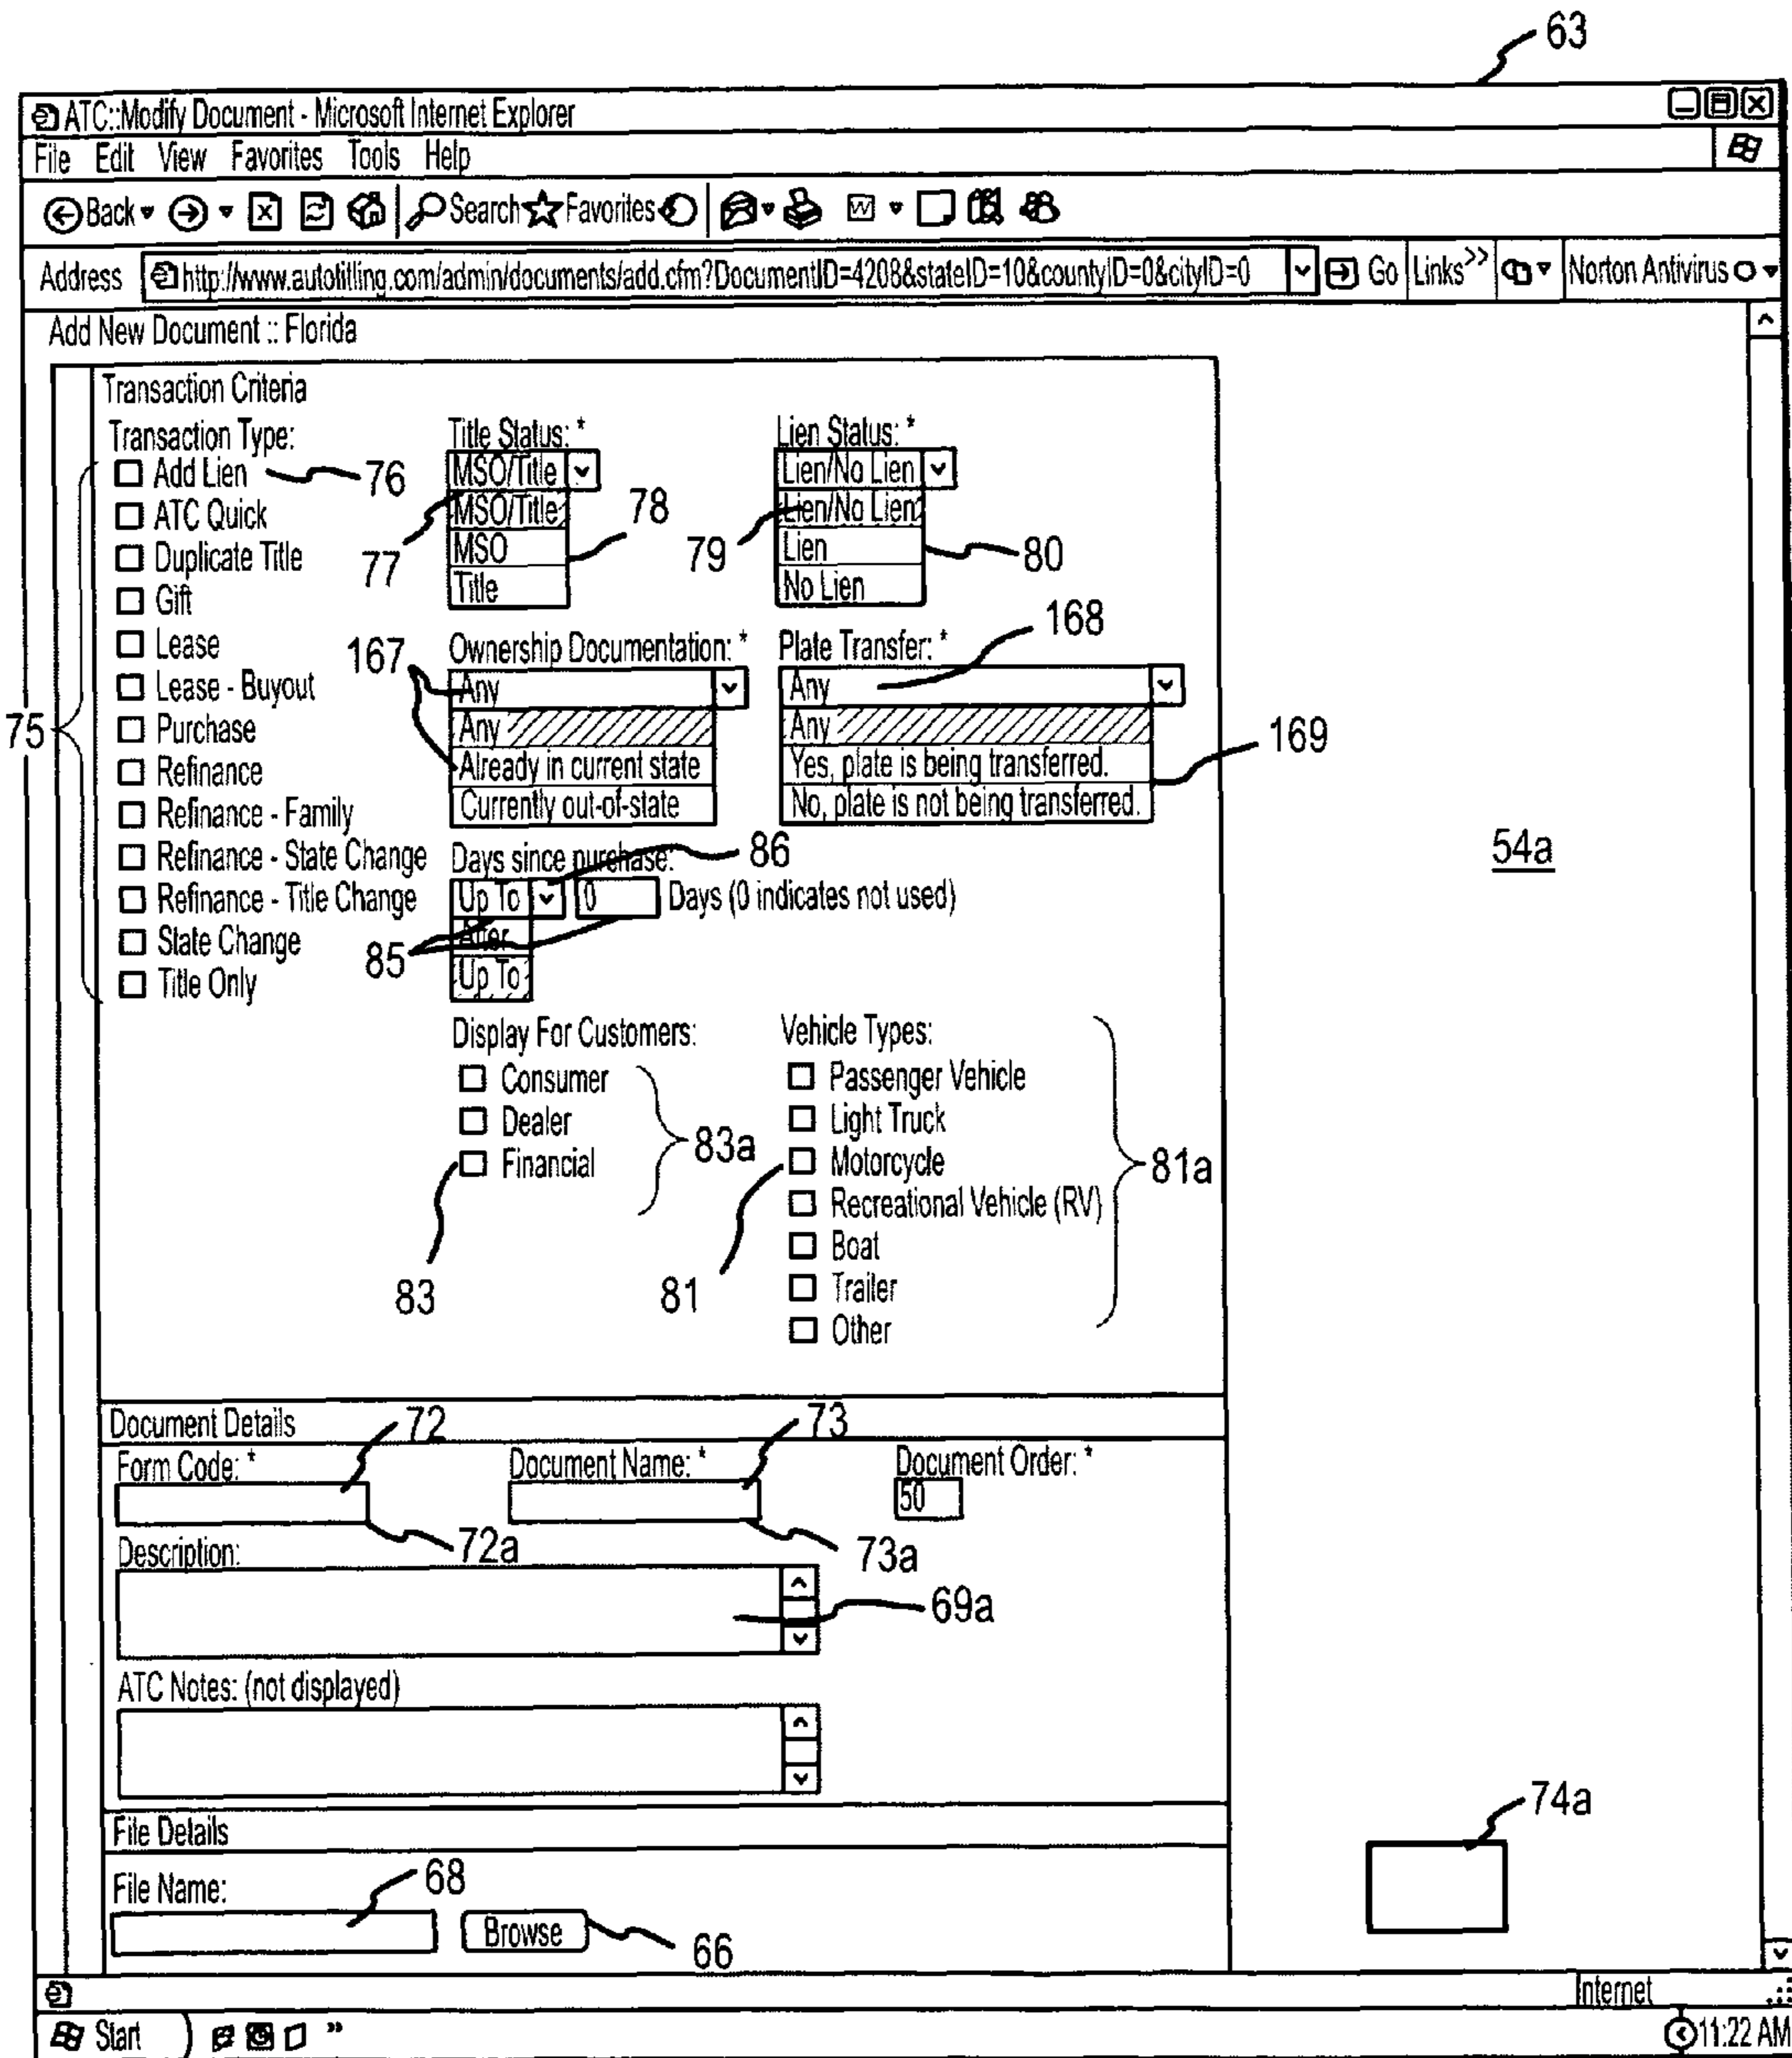 63
ATC::Modify Document - Microsoft Internet Explorer
File Edit View Favorites Tools Help
Back Search Favorites W
Address http://www.autotitling.com/admin/documents/add.cfm?DocumentID=4208&stateID=10&countyID=0&cityID=0 Go Links>> Norton Antivirus
Add New Document :: Florida
Transaction Criteria
Transaction Type: Title Status: * Lien Status: *
Add Lien 76 MSO/Title Lien/No Lien
ATC Quick MSO/Title 78 Lien/No Lien
Duplicate Title 77 MSO 79 Lien 80
Gift Title No Lien
Lease 167 Ownership Documentation: * Plate Transfer: * 168
Lease - Buyout Any Any
75 Purchase Any Any 169
Refinance Already in current state Yes, plate is being transferred.
Refinance - Family Currently out-of-state No, plate is not being transferred.
Refinance - State Change Days since purchase: 86 54a
Refinance - Title Change Up To 0 Days (0 indicates not used)
State Change 85 After
Title Only Up To
Display For Customers: Vehicle Types:
Consumer Passenger Vehicle
Dealer 83a Light Truck
Financial Motorcycle 81a
Recreational Vehicle (RV)
Boat
83 81 Trailer
Other
Document Details 72 73
Form Code: * Document Name: * Document Order: *
50
Description: 72a 73a
69a
ATC Notes: (not displayed)
74a
File Details
File Name: 68
Browse 66
Internet
Start » 11:22 AM